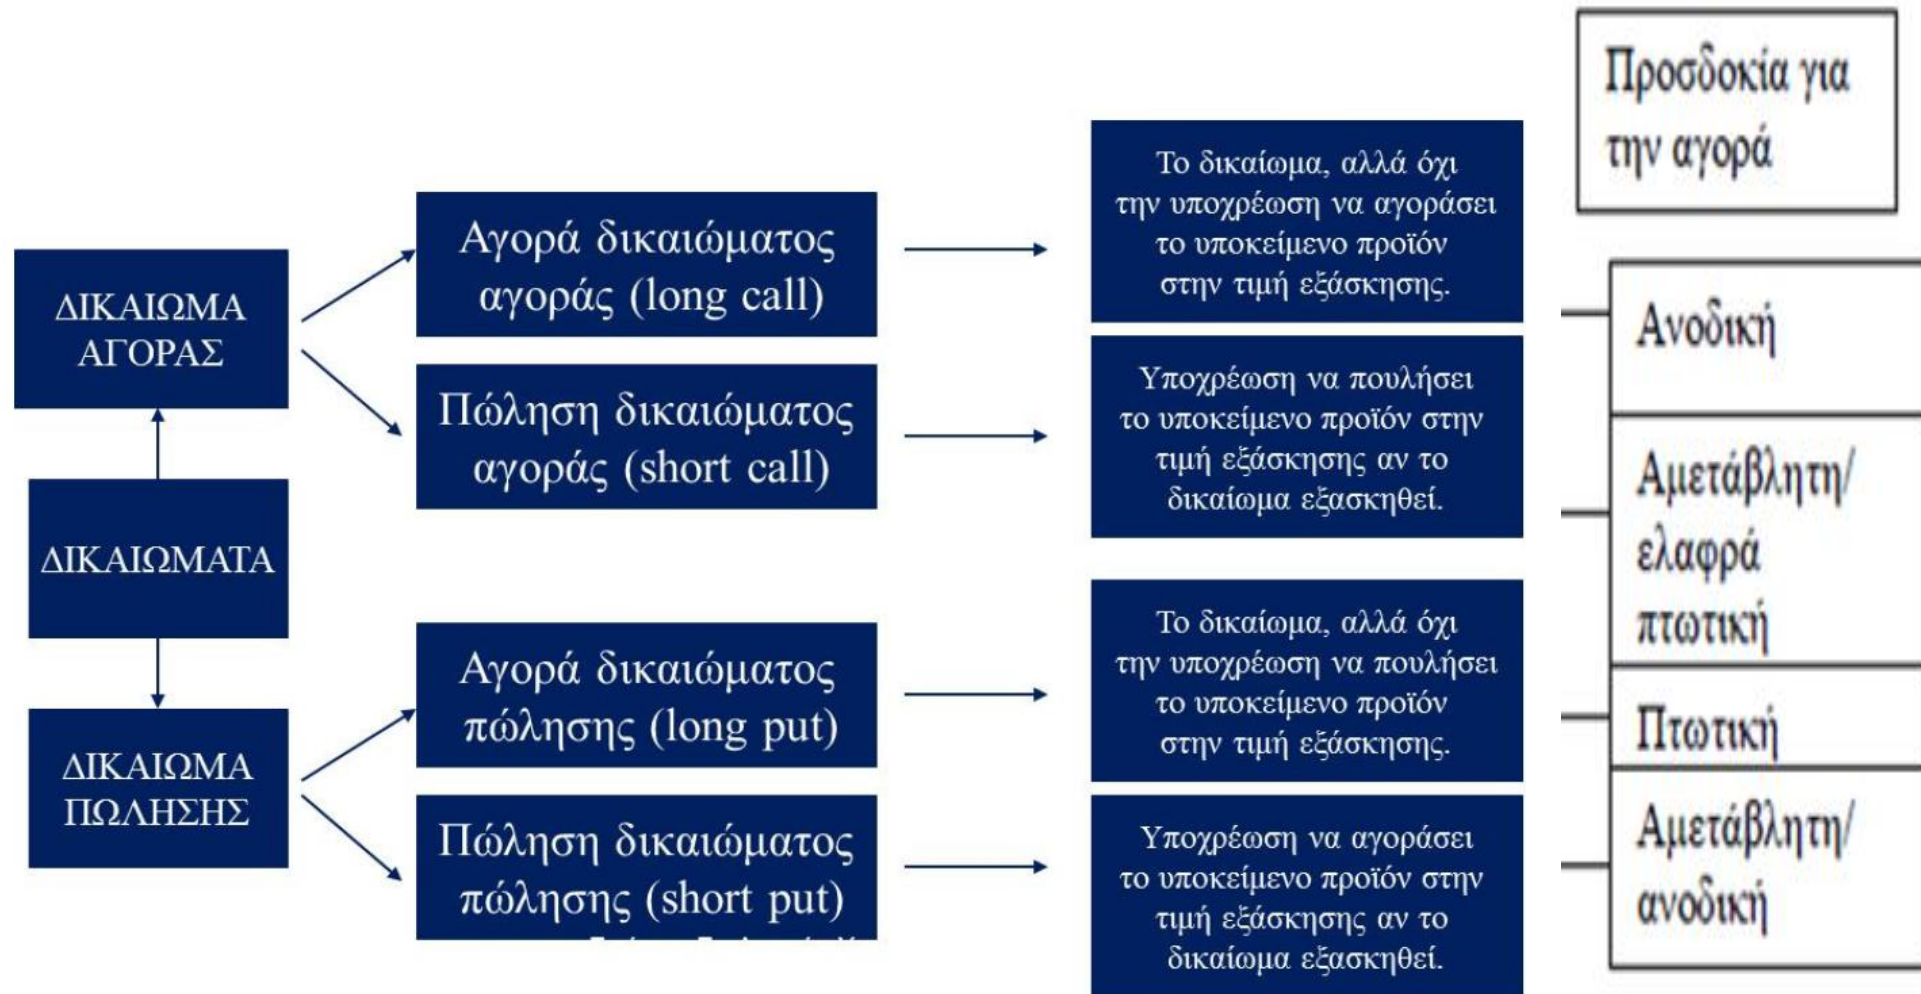 Προσδοκία για
την αγορά
ΔΙΚΑΙΩΜΑ
ΑΓΟΡΑΣ
ΔΙΚΑΙΩΜΑΤΑ
ΔΙΚΑΙΩΜΑ
ΠΩΛΗΣΗΣ
Αγορά δικαιώματος
αγοράς (long call)
Πώληση δικαιώματος
αγοράς (short call)
Αγορά δικαιώματος
πώλησης (long put)
Πώληση δικαιώματος
πώλησης (short put)
Το δικαίωμα, αλλά όχι
την υποχρέωση να αγοράσει
το υποκείμενο προϊόν
στην τιμή εξάσκησης.
Υποχρέωση να πουλήσει
το υποκείμενο προϊόν στην
τιμή εξάσκησης αν το
δικαίωμα εξασκηθεί.
Το δικαίωμα, αλλά όχι
την υποχρέωση να πουλήσει
το υποκείμενο προϊόν
στην τιμή εξάσκησης.
Υποχρέωση να αγοράσει
το υποκείμενο προϊόν στην
τιμή εξάσκησης αν το
δικαίωμα εξασκηθεί.
Ανοδική
Αμετάβλητη/
ελαφρά
πτωτική
Πτωτική
Αμετάβλητη/
ανοδική